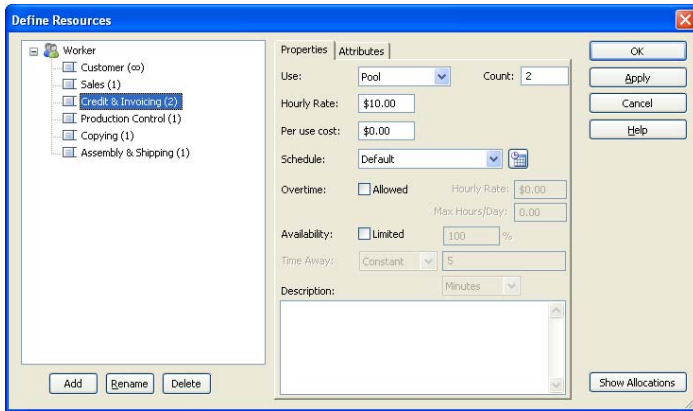 Define Resources
Worker
Customer (∞)
Sales (1)
Credit & Invoicing (2)
Production Control (1)
Copying (1)
Assembly & Shipping (1)
Add Rename Delete
Properties Attributes
Use: Pool Count: 2
Hourly Rate: $10.00
Per use cost: $0.00
Schedule: Default
Overtime: Allowed Hourly Rate: $0.00
Max Hours/Day: 0.00
Availability: Limited 100 %
Time Away: Constant 5
Minutes
Description:
OK
Apply
Cancel
Help
Show Allocations